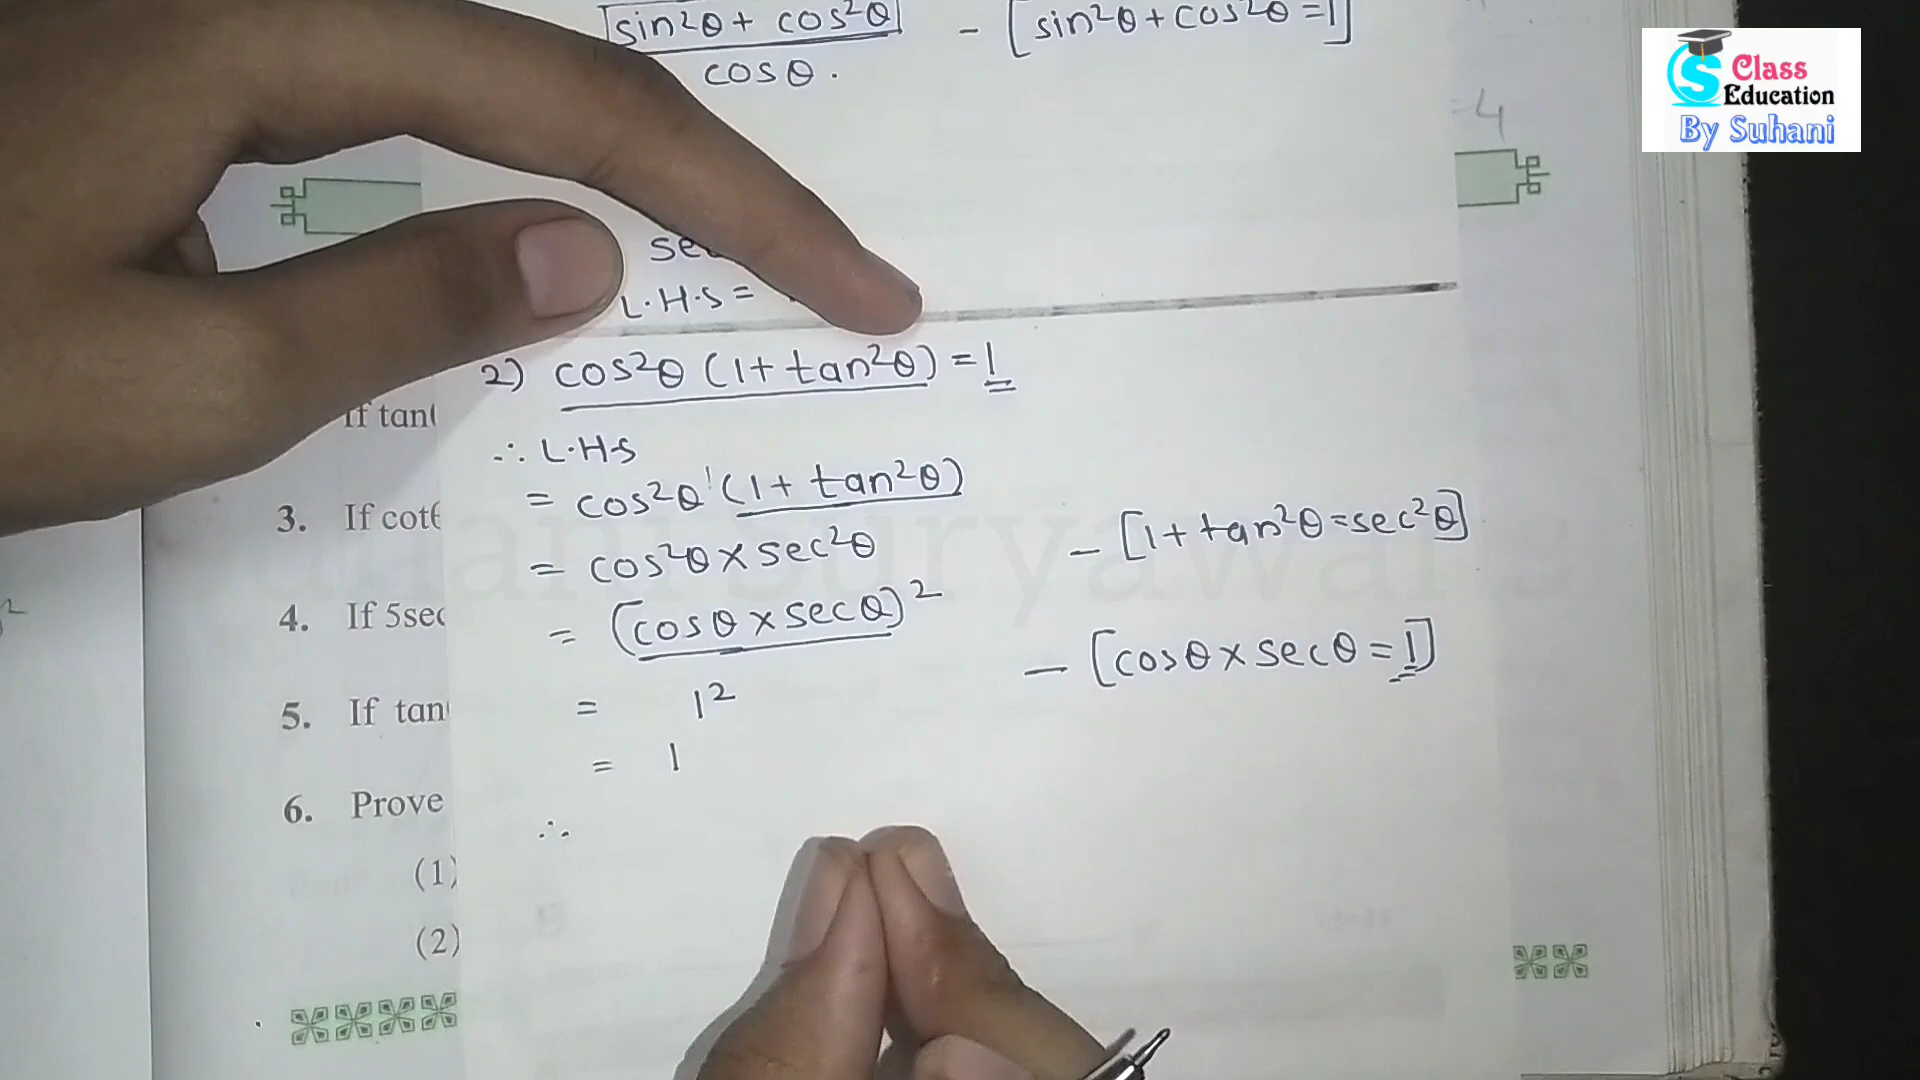 sin²θ + cos²θ - [sin²θ + cos²θ = 1]
cosθ.
Class
Education
By Suhani
L.H.S =
2) cos²θ (1 + tan²θ) = 1
If tan
∴ L.H.S
= cos²θ (1 + tan²θ)
3. If cotθ
= cos²θ × sec²θ - [1 + tan²θ = sec²θ]
4. If 5sec
= (cosθ × secθ)² - [cosθ × secθ = 1]
5. If tan
= 1²
= 1
6. Prove
∴
(1)
(2)